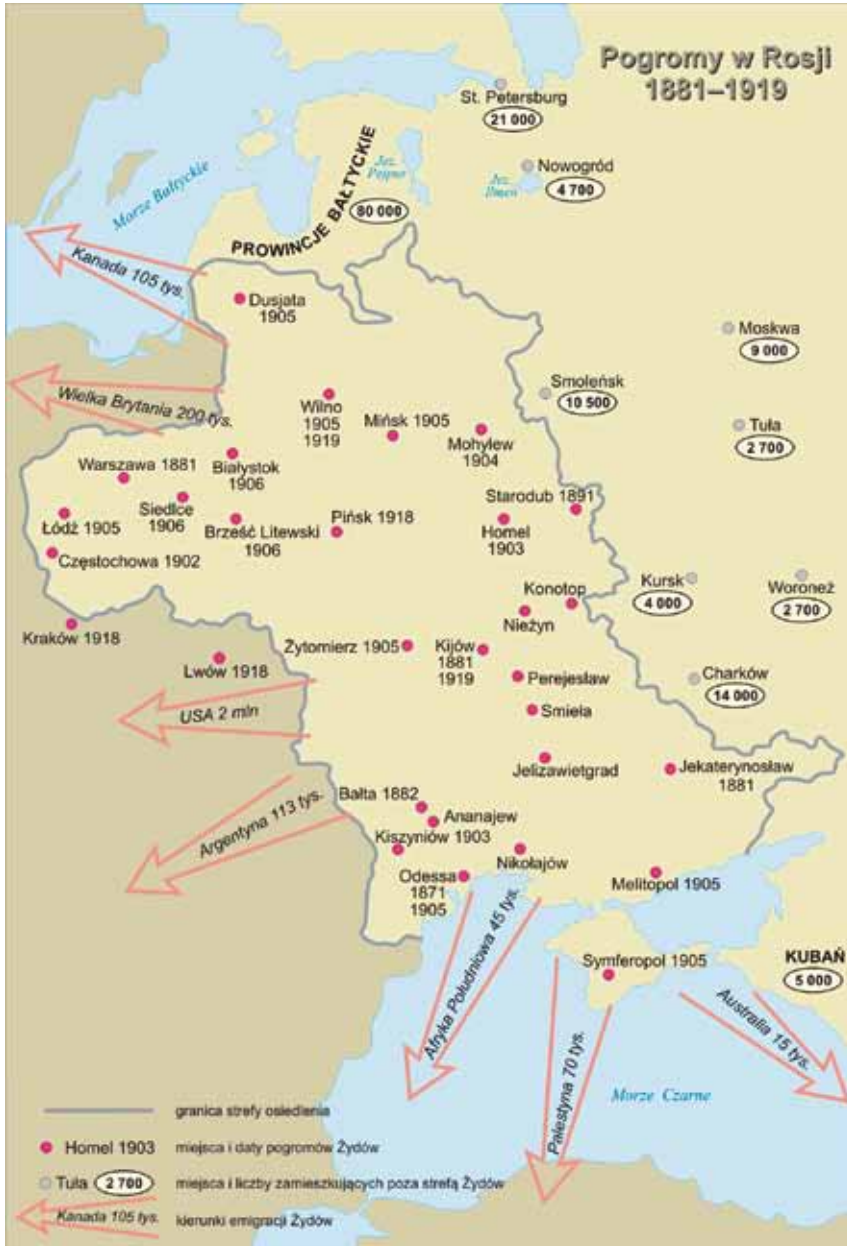 Pogromy w Rosji
1881–1919
St. Petersburg
21 000
Nowogród
4 700
Jez.
Pejpno
Jez.
Ilmen
Morze Bałtyckie
80 000
PROWINCJE BAŁTYCKIE
Kanada 105 tys.
Dusjata
1905
Moskwa
9 000
Wielka Brytania 200 tys.
Wilno
1905
1919
Mińsk 1905
Mohylew
1904
Smoleńsk
10 500
Tuła
2 700
Warszawa 1881
Białystok
1906
Siedlce
1906
Łódź 1905
Brześć Litewski
1906
Pińsk 1918
Starodub 1891
Homel
1903
Częstochowa 1902
Konotop
Nieżyn
Kursk
4 000
Woroneż
2 700
Kraków 1918
Lwów 1918
Żytomierz 1905
Kijów
1881
1919
Perejesław
Smieła
Charków
14 000
USA 2 mln
Jelizawietgrad
Jekaterynosław
1881
Argentyna 113 tys.
Bałta 1882
Ananajew
Kiszyniów 1903
Nikołajów
Odessa
1871
1905
Melitopol 1905
Afryka Południowa 45 tys.
Symferopol 1905
KUBAŃ
5 000
Australia 15 tys.
Palestyna 70 tys.
Morze Czarne
granica strefy osiedlenia
Homel 1903
miejsca i daty pogromów Żydów
Tuła 2 700
miejsca i liczby zamieszkujących poza strefą Żydów
Kanada 105 tys.
kierunki emigracji Żydów